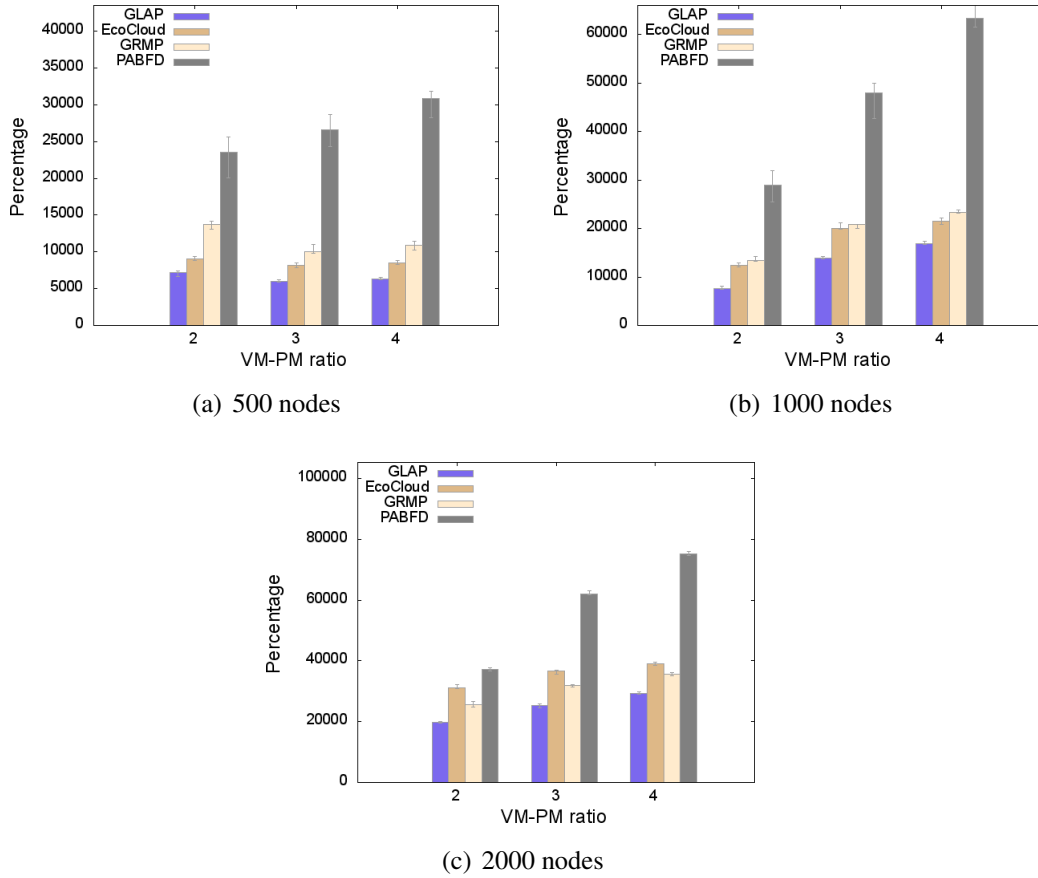 GLAP
EcoCloud
GRMP
PABFD
40000
35000
30000
25000
20000
15000
10000
5000
0
Percentage
2
3
4
VM-PM ratio
(a) 500 nodes
GLAP
EcoCloud
GRMP
PABFD
60000
50000
40000
30000
20000
10000
0
Percentage
2
3
4
VM-PM ratio
(b) 1000 nodes
GLAP
EcoCloud
GRMP
PABFD
100000
80000
60000
40000
20000
0
Percentage
2
3
4
VM-PM ratio
(c) 2000 nodes